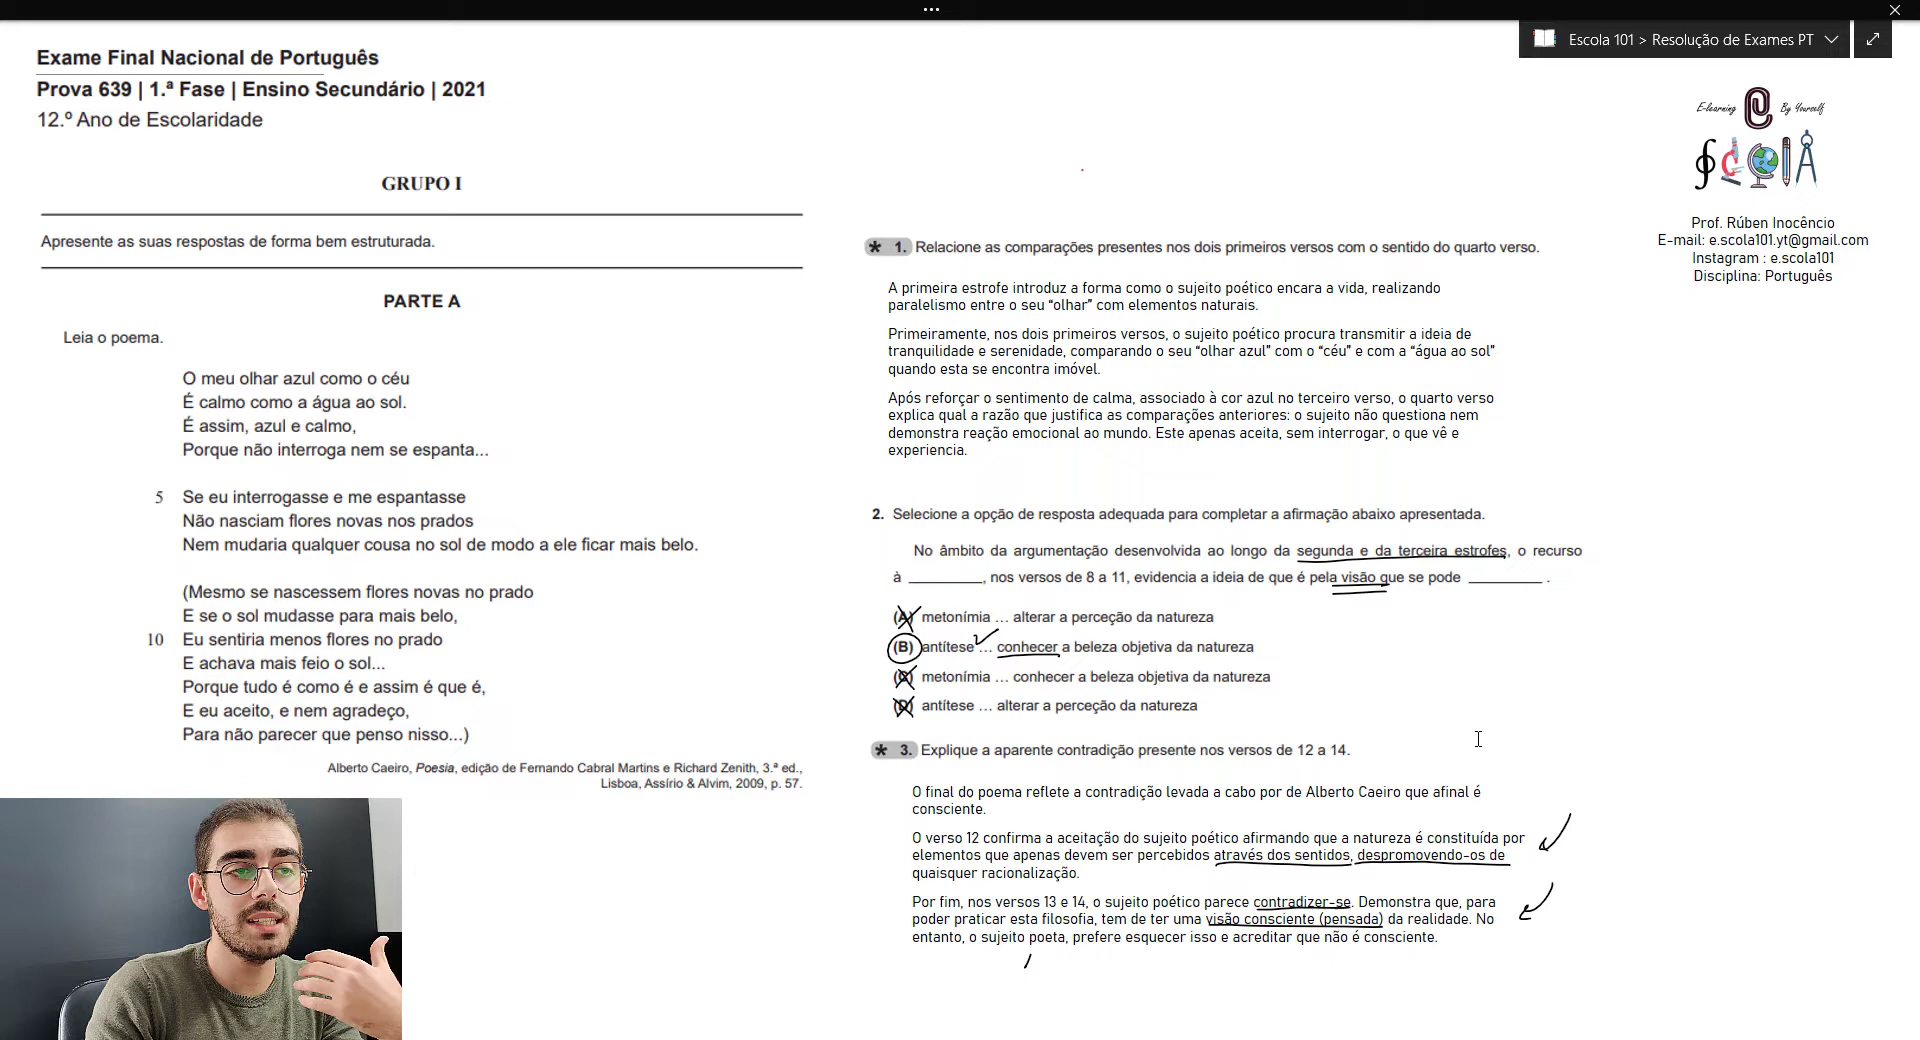 Escola 101 > Resolução de Exames PT
Exame Final Nacional de Português
Prova 639 | 1.ª Fase | Ensino Secundário | 2021
12.º Ano de Escolaridade
GRUPO I
Apresente as suas respostas de forma bem estruturada.
PARTE A
Leia o poema.
O meu olhar azul como o céu
É calmo como a água ao sol.
É assim, azul e calmo,
Porque não interroga nem se espanta...
5 Se eu interrogasse e me espantasse
Não nasciam flores novas nos prados
Nem mudaria qualquer cousa no sol de modo a ele ficar mais belo.
(Mesmo se nascessem flores novas no prado
E se o sol mudasse para mais belo,
10 Eu sentiria menos flores no prado
E achava mais feio o sol...
Porque tudo é como é e assim é que é,
E eu aceito, e nem agradeço,
Para não parecer que penso nisso...)
Alberto Caeiro, Poesia, edição de Fernando Cabral Martins e Richard Zenith, 3.ª ed.,
Lisboa, Assírio & Alvim, 2009, p. 57.
* 1. Relacione as comparações presentes nos dois primeiros versos com o sentido do quarto verso.
A primeira estrofe introduz a forma como o sujeito poético encara a vida, realizando
paralelismo entre o seu “olhar” com elementos naturais.
Primeiramente, nos dois primeiros versos, o sujeito poético procura transmitir a ideia de
tranquilidade e serenidade, comparando o seu “olhar azul” com o “céu” e com a “água ao sol”
quando esta se encontra imóvel.
Após reforçar o sentimento de calma, associado à cor azul no terceiro verso, o quarto verso
explica qual a razão que justifica as comparações anteriores: o sujeito não questiona nem
demonstra reação emocional ao mundo. Este apenas aceita, sem interrogar, o que vê e
experiencia.
2. Selecione a opção de resposta adequada para completar a afirmação abaixo apresentada.
No âmbito da argumentação desenvolvida ao longo da segunda e da terceira estrofes, o recurso
à __________, nos versos de 8 a 11, evidencia a ideia de que é pela visão que se pode __________ .
(A) metonímia … alterar a perceção da natureza
(B) antítese … conhecer a beleza objetiva da natureza
(C) metonímia … conhecer a beleza objetiva da natureza
(D) antítese … alterar a perceção da natureza
* 3. Explique a aparente contradição presente nos versos de 12 a 14.
O final do poema reflete a contradição levada a cabo por de Alberto Caeiro que afinal é
consciente.
O verso 12 confirma a aceitação do sujeito poético afirmando que a natureza é constituída por
elementos que apenas devem ser percebidos através dos sentidos, despromovendo-os de
quaisquer racionalização.
Por fim, nos versos 13 e 14, o sujeito poético parece contradizer-se. Demonstra que, para
poder praticar esta filosofia, tem de ter uma visão consciente (pensada) da realidade. No
entanto, o sujeito poeta, prefere esquecer isso e acreditar que não é consciente.
E-learning By Yourself
Prof. Rúben Inocêncio
E-mail: e.scola101.yt@gmail.com
Instagram : e.scola101
Disciplina: Português